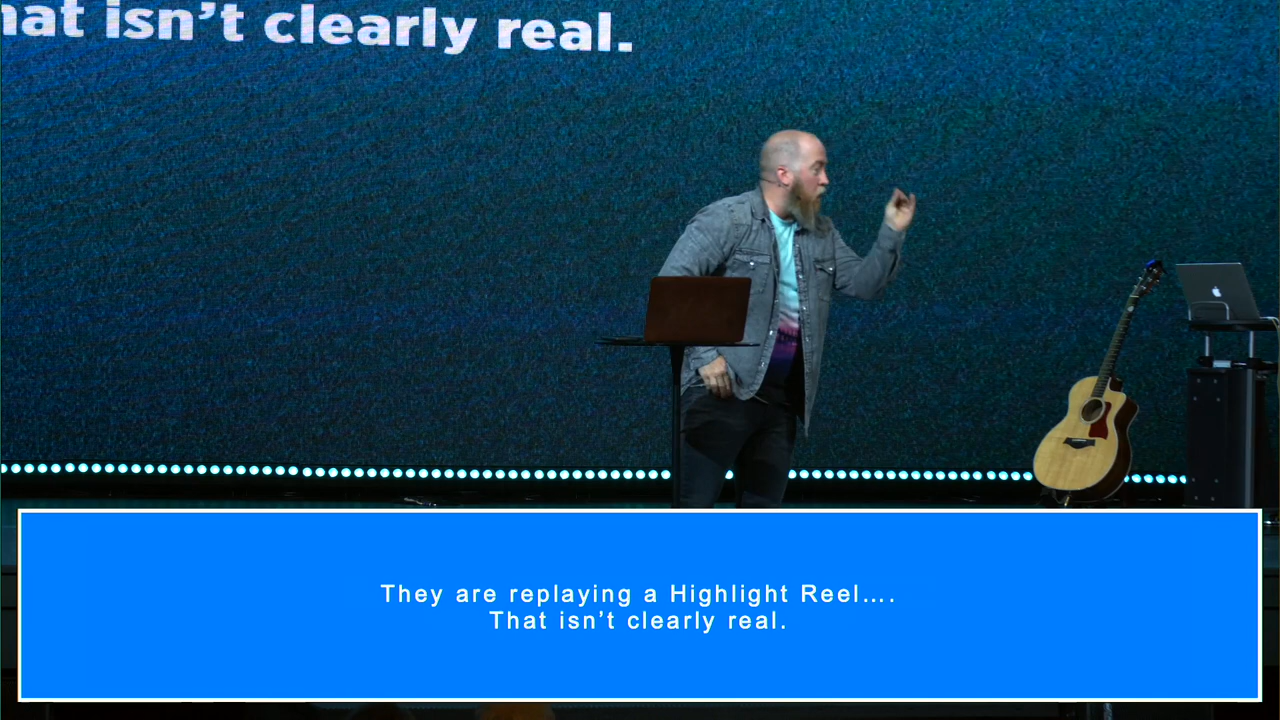 hat isn’t clearly real.
They are replaying a Highlight Reel....
That isn’t clearly real.